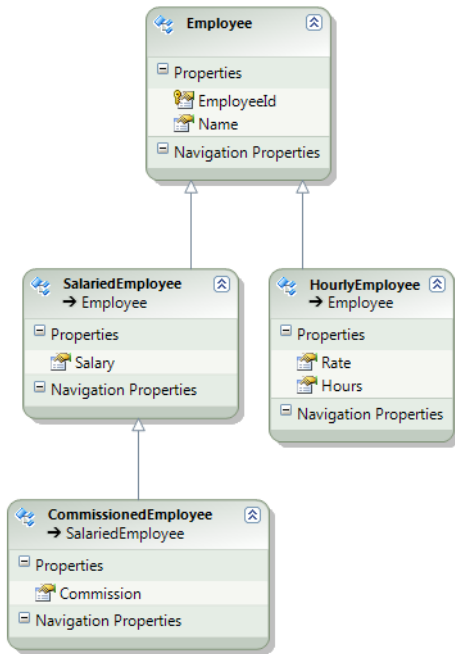 Employee
Properties
EmployeeId
Name
Navigation Properties
SalariedEmployee
→ Employee
Properties
Salary
Navigation Properties
HourlyEmployee
→ Employee
Properties
Rate
Hours
Navigation Properties
CommissionedEmployee
→ SalariedEmployee
Properties
Commission
Navigation Properties